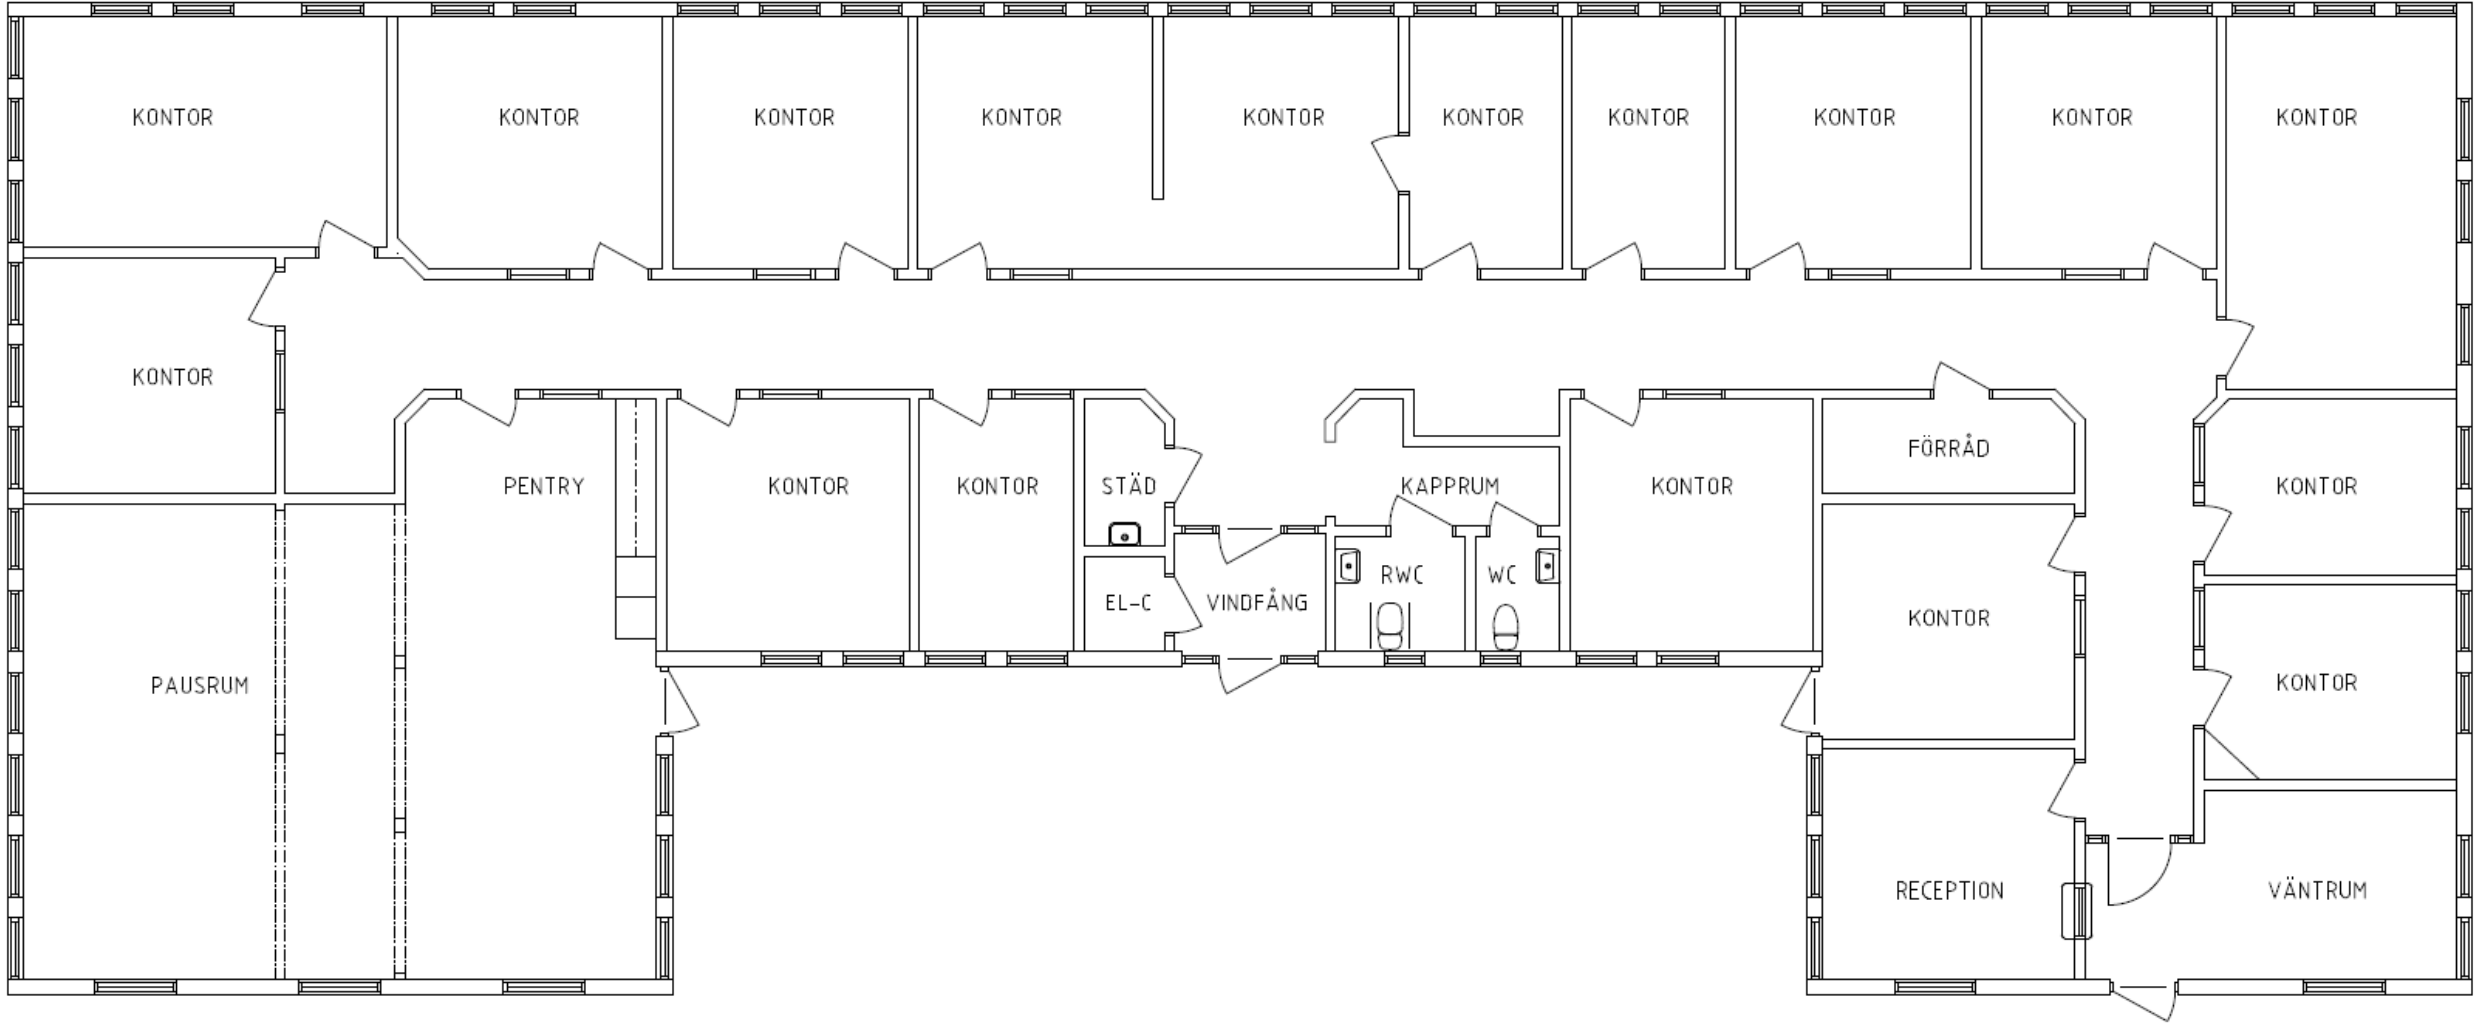 KONTOR
KONTOR
KONTOR
KONTOR
KONTOR
KONTOR
KONTOR
KONTOR
KONTOR
KONTOR
KONTOR
PENTRY
KONTOR
KONTOR
STÄD
KAPPRUM
KONTOR
FÖRRÅD
KONTOR
EL-C
VINDFÅNG
RWC
WC
KONTOR
PAUSRUM
KONTOR
RECEPTION
VÄNTRUM